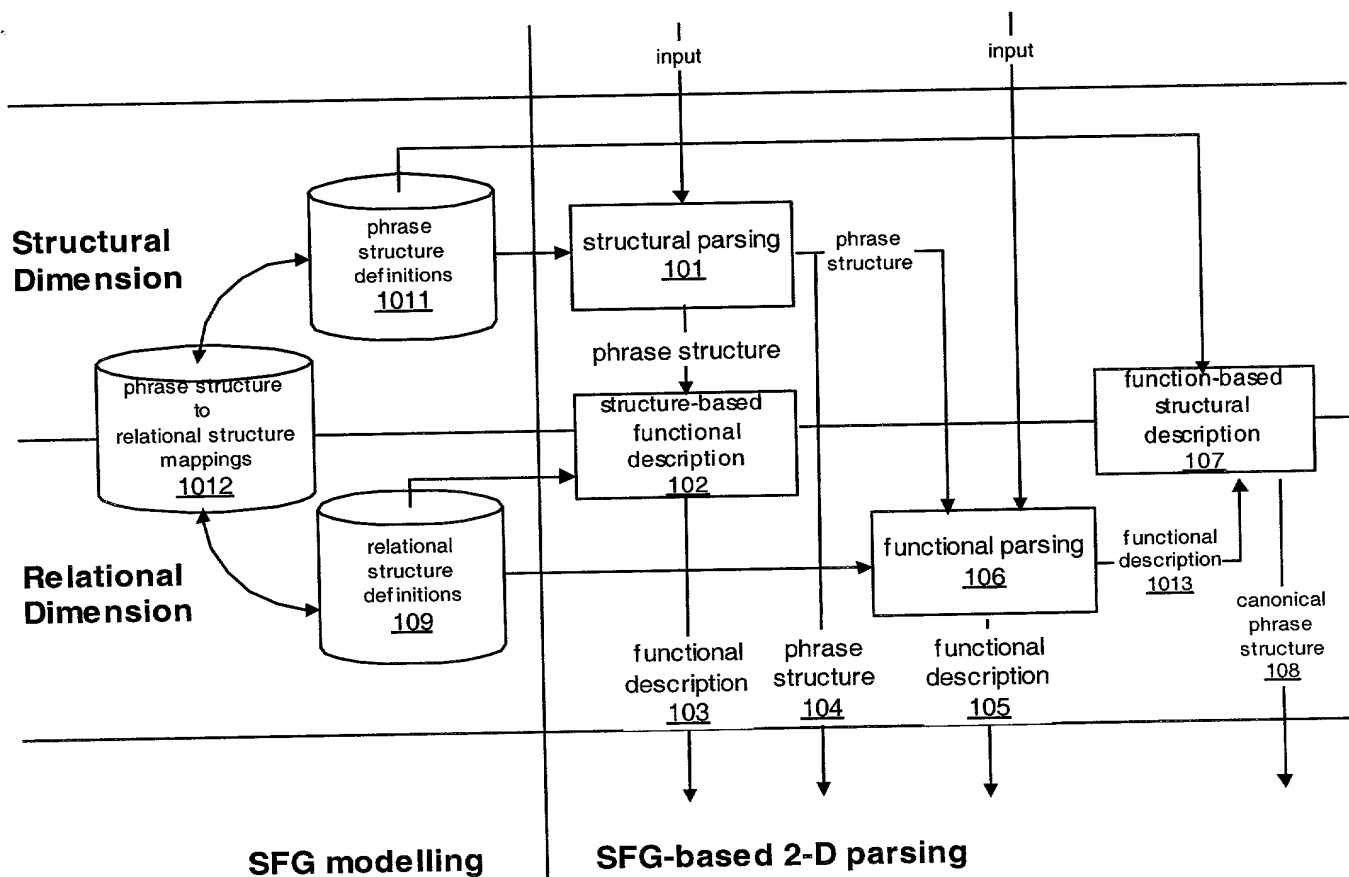 input
input
Structural
Dimension
phrase
structure
definitions
1011
structural parsing
101
phrase
structure
phrase structure
phrase structure
to
relational structure
mappings
1012
structure-based
functional
description
102
function-based
structural
description
107
Relational
Dimension
relational
structure
definitions
109
functional parsing
106
functional
description
1013
canonical
phrase
structure
108
functional
description
103
phrase
structure
104
functional
description
105
SFG modelling
SFG-based 2-D parsing